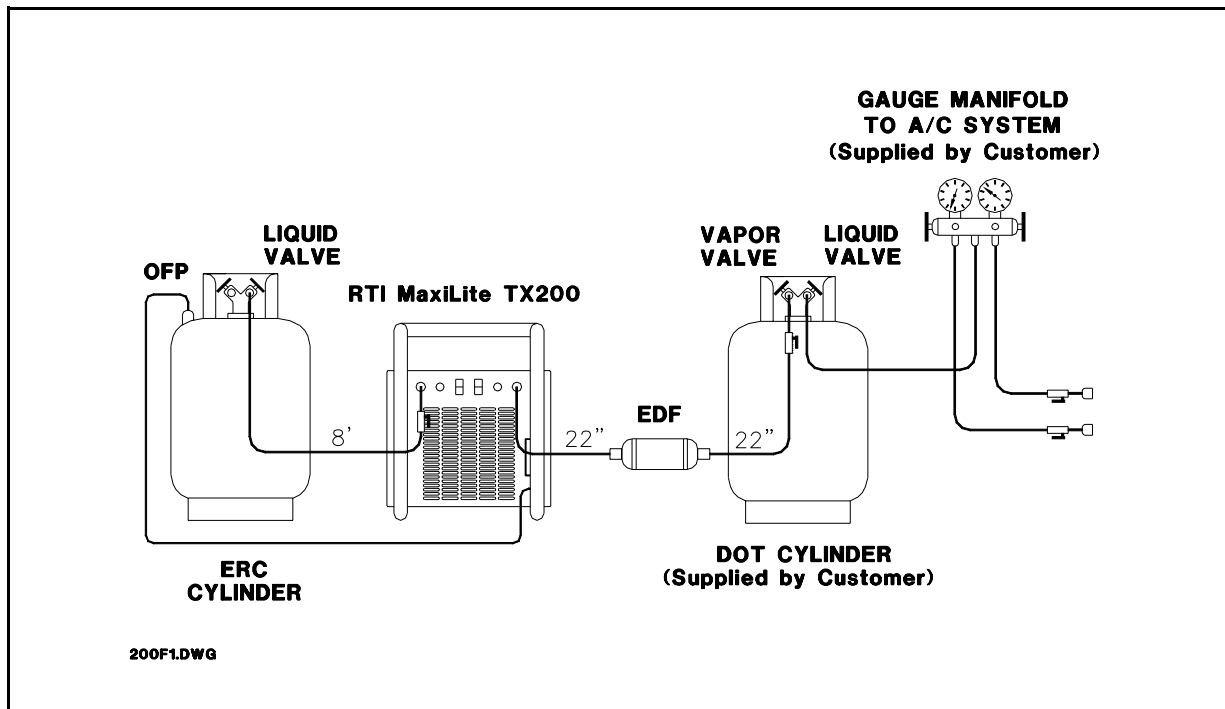 GAUGE MANIFOLD
TO A/C SYSTEM
(Supplied by Customer)
LIQUID
VALVE
VAPOR
VALVE
LIQUID
VALVE
OFP
RTI MaxiLite TX200
EDF
8'
22"
22"
ERC
CYLINDER
DOT CYLINDER
(Supplied by Customer)
200F1.DWG